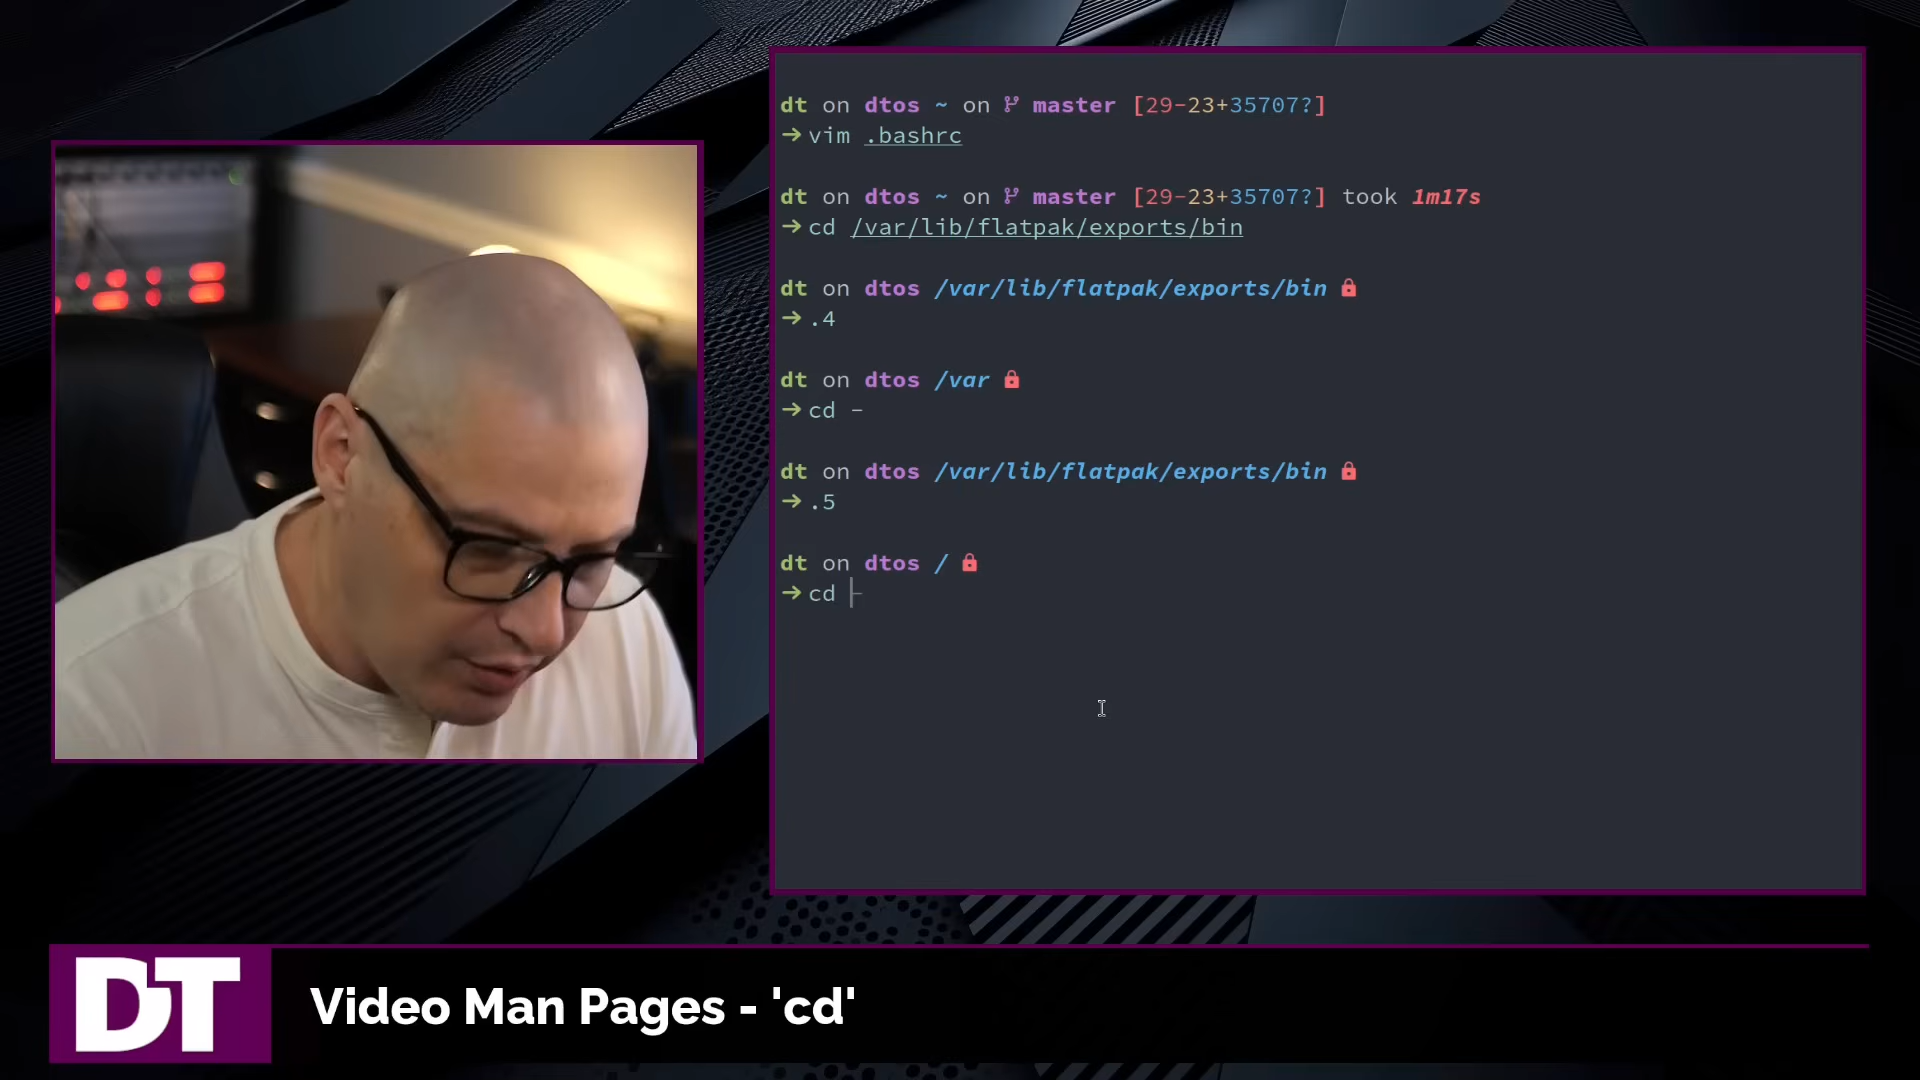 dt on dtos ~ on master [29-23+35707?]
→ vim .bashrc
dt on dtos ~ on master [29-23+35707?] took 1m17s
→ cd /var/lib/flatpak/exports/bin
dt on dtos /var/lib/flatpak/exports/bin
→ .4
dt on dtos /var
→ cd -
dt on dtos /var/lib/flatpak/exports/bin
→ .5
dt on dtos /
→ cd -
DT
Video Man Pages - 'cd'